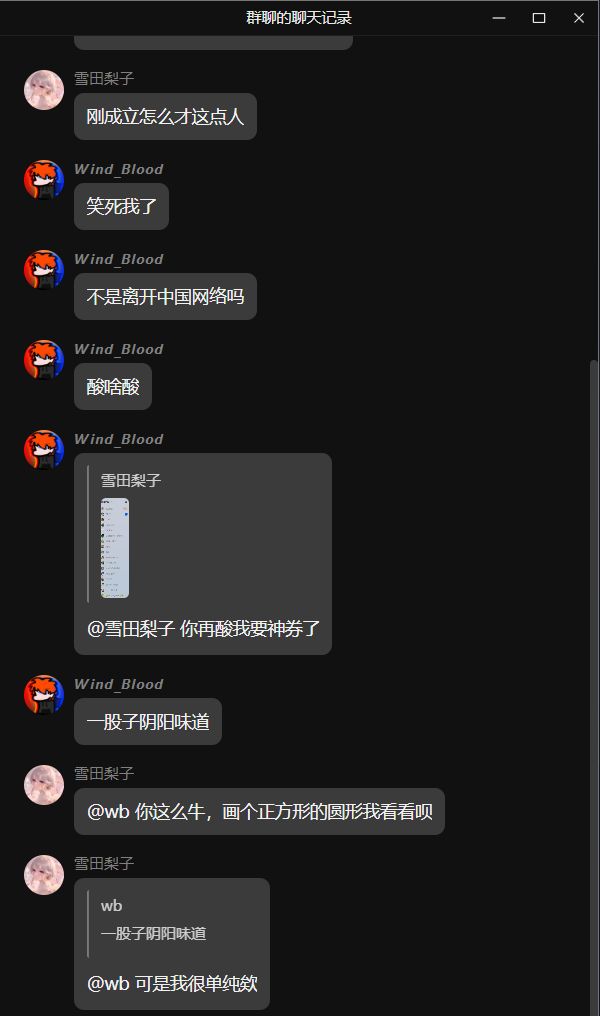 群聊的聊天记录
雪田梨子
刚成立怎么才这点人
Wind_Blood
笑死我了
Wind_Blood
不是离开中国网络吗
Wind_Blood
酸啥酸
Wind_Blood
雪田梨子
@雪田梨子 你再酸我要神券了
Wind_Blood
一股子阴阳味道
雪田梨子
@wb 你这么牛，画个正方形的圆形我看看呗
雪田梨子
wb
一股子阴阳味道
@wb 可是我很单纯欸